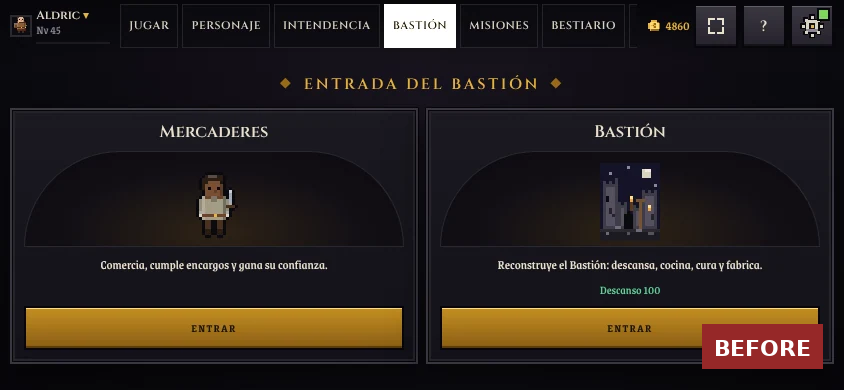 ALDRIC ▼
Nv 45
JUGAR
PERSONAJE
INTENDENCIA
BASTIÓN
MISIONES
BESTIARIO
4860
?
ENTRADA DEL BASTIÓN
MERCADERES
Comercia, cumple encargos y gana su confianza.
ENTRAR
BASTIÓN
Reconstruye el Bastión: descansa, cocina, cura y fabrica.
Descanso 100
ENTRAR
BEFORE